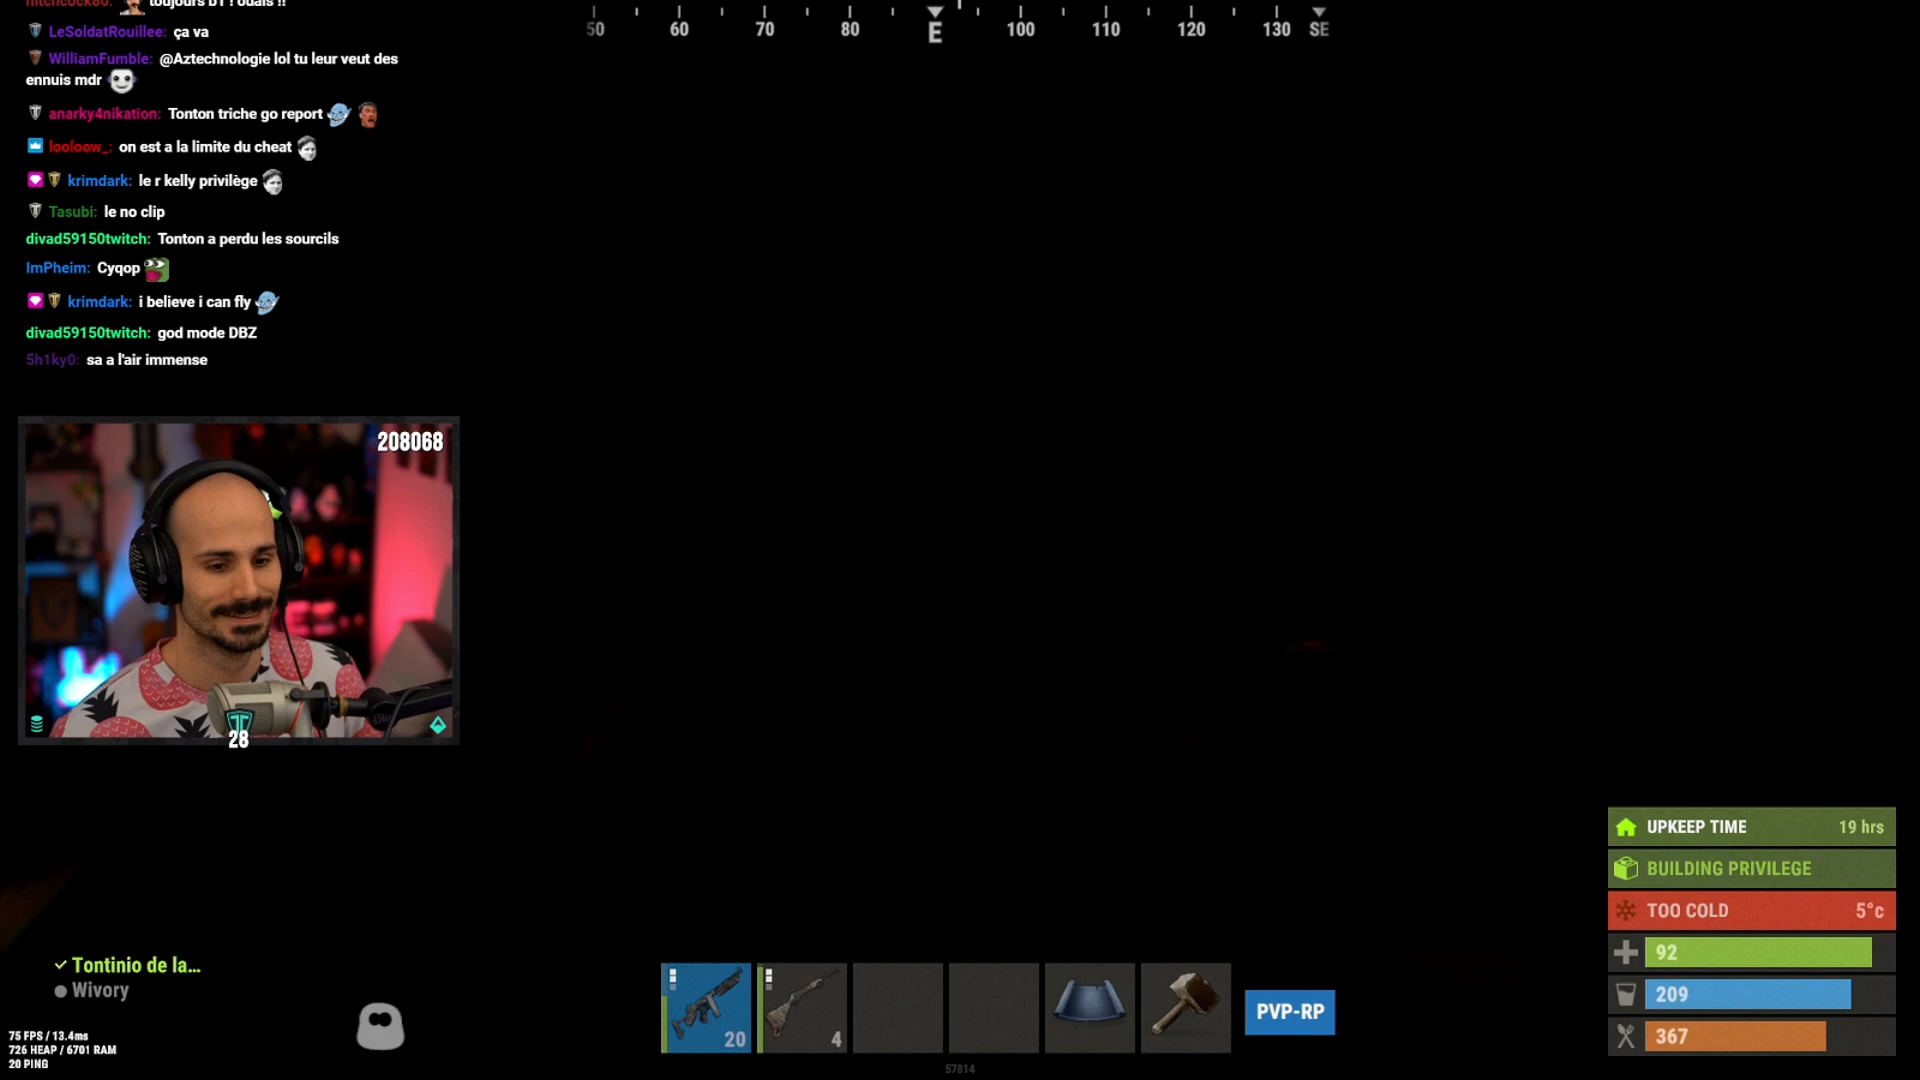 hitchcock80: toujours bT ! ouais !!
LeSoldatRouillee: ça va
WilliamFumble: @Aztechnologie lol tu leur veut des
ennuis mdr
anarky4nikation: Tonton triche go report
looloow_: on est a la limite du cheat
krimdark: le r kelly privilège
Tasubi: le no clip
divad59150twitch: Tonton a perdu les sourcils
ImPheim: Cyqop
krimdark: i believe i can fly
divad59150twitch: god mode DBZ
5h1ky0: sa a l'air immense
50 60 70 80 E 100 110 120 130 SE
208068
28
UPKEEP TIME 19 hrs
BUILDING PRIVILEGE
TOO COLD 5°c
92
209
367
Tontinio de la...
Wivory
75 FPS / 13.4ms
726 HEAP / 6701 RAM
20 PING
20
4
PVP-RP
57814